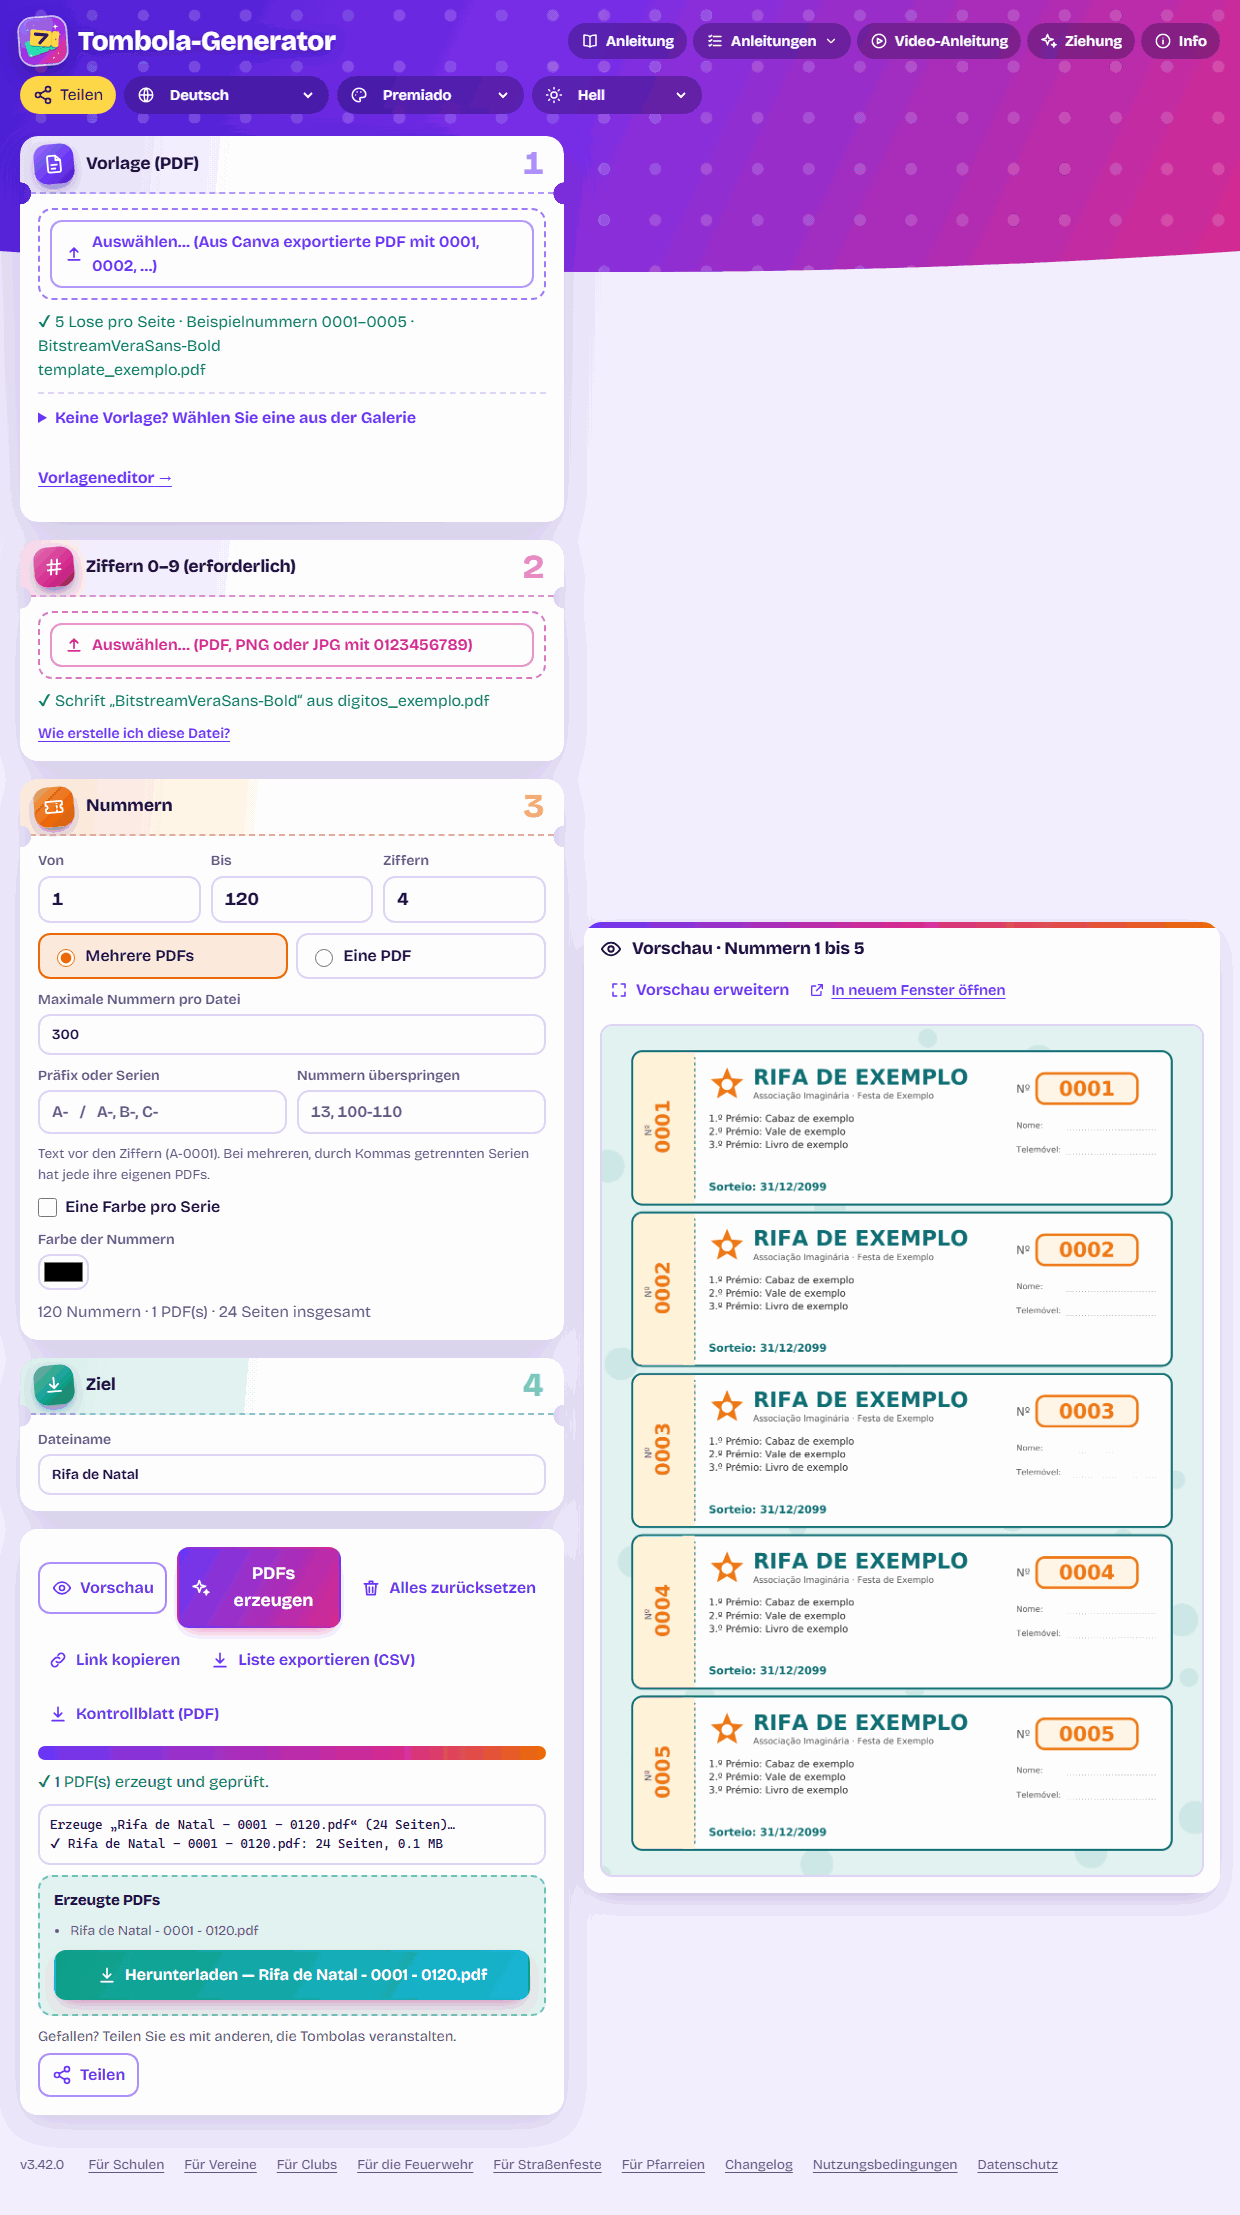 Tombola-Generator
Anleitung
Anleitungen
Video-Anleitung
Ziehung
Info
Teilen
Deutsch
Premiado
Hell
Vorlage (PDF)
1
Auswählen... (Aus Canva exportierte PDF mit 0001, 
0002, ...)
✓ 5 Lose pro Seite · Beispielnummern 0001–0005 ·
BitstreamVeraSans-Bold
template_exemplo.pdf
Keine Vorlage? Wählen Sie eine aus der Galerie
Vorlageneditor →
Ziffern 0–9 (erforderlich)
2
Auswählen... (PDF, PNG oder JPG mit 0123456789)
✓ Schrift „BitstreamVeraSans-Bold“ aus digitos_exemplo.pdf
Wie erstelle ich diese Datei?
Nummern
3
Von
Bis
Ziffern
1
120
4
Mehrere PDFs
Eine PDF
Maximale Nummern pro Datei
300
Präfix oder Serien
Nummern überspringen
A- / A-, B-, C-
13, 100-110
Text vor den Ziffern (A-0001). Bei mehreren, durch Kommas getrennten Serien
hat jede ihre eigenen PDFs.
Eine Farbe pro Serie
Farbe der Nummern
120 Nummern · 1 PDF(s) · 24 Seiten insgesamt
Ziel
4
Dateiname
Rifa de Natal
Vorschau
PDFs
erzeugen
Alles zurücksetzen
Link kopieren
Liste exportieren (CSV)
Kontrollblatt (PDF)
✓ 1 PDF(s) erzeugt und geprüft.
Erzeuge „Rifa de Natal – 0001 – 0120.pdf“ (24 Seiten)…
✓ Rifa de Natal – 0001 – 0120.pdf: 24 Seiten, 0.1 MB
Erzeugte PDFs
• Rifa de Natal - 0001 - 0120.pdf
Herunterladen — Rifa de Natal - 0001 - 0120.pdf
Gefallen? Teilen Sie es mit anderen, die Tombolas veranstalten.
Teilen
Vorschau · Nummern 1 bis 5
Vorschau erweitern
In neuem Fenster öffnen
Nº 0001
RIFA DE EXEMPLO
Associação Imaginária · Festa de Exemplo
1.º Prémio: Cabaz de exemplo
2.º Prémio: Vale de exemplo
3.º Prémio: Livro de exemplo
Sorteio: 31/12/2099
Nº 0001
Nome:
Telemóvel:
Nº 0002
RIFA DE EXEMPLO
Associação Imaginária · Festa de Exemplo
1.º Prémio: Cabaz de exemplo
2.º Prémio: Vale de exemplo
3.º Prémio: Livro de exemplo
Sorteio: 31/12/2099
Nº 0002
Nome:
Telemóvel:
Nº 0003
RIFA DE EXEMPLO
Associação Imaginária · Festa de Exemplo
1.º Prémio: Cabaz de exemplo
2.º Prémio: Vale de exemplo
3.º Prémio: Livro de exemplo
Sorteio: 31/12/2099
Nº 0003
Nome:
Telemóvel:
Nº 0004
RIFA DE EXEMPLO
Associação Imaginária · Festa de Exemplo
1.º Prémio: Cabaz de exemplo
2.º Prémio: Vale de exemplo
3.º Prémio: Livro de exemplo
Sorteio: 31/12/2099
Nº 0004
Nome:
Telemóvel:
Nº 0005
RIFA DE EXEMPLO
Associação Imaginária · Festa de Exemplo
1.º Prémio: Cabaz de exemplo
2.º Prémio: Vale de exemplo
3.º Prémio: Livro de exemplo
Sorteio: 31/12/2099
Nº 0005
Nome:
Telemóvel:
v3.42.0
Für Schulen
Für Vereine
Für Clubs
Für die Feuerwehr
Für Straßenfeste
Für Pfarreien
Changelog
Nutzungsbedingungen
Datenschutz